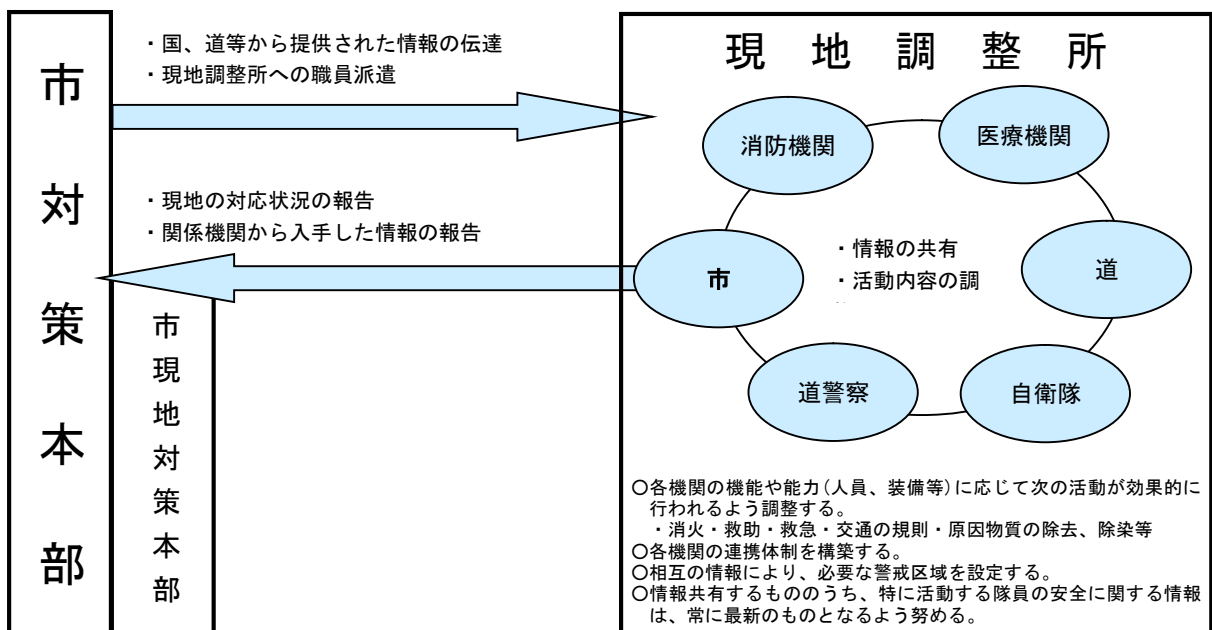 市対策本部
・国、道等から提供された情報の伝達
・現地調整所への職員派遣
・現地の対応状況の報告
・関係機関から入手した情報の報告
市現地対策本部
現地調整所
消防機関
医療機関
市
・情報の共有
・活動内容の調
道
道警察
自衛隊
〇各機関の機能や能力(人員、装備等)に応じて次の活動が効果的に
行われるよう調整する。
・消火・救助・救急・交通の規則・原因物質の除去、除染等
〇各機関の連携体制を構築する。
〇相互の情報により、必要な警戒区域を設定する。
〇情報共有するもののうち、特に活動する隊員の安全に関する情報
は、常に最新のものとなるよう努める。